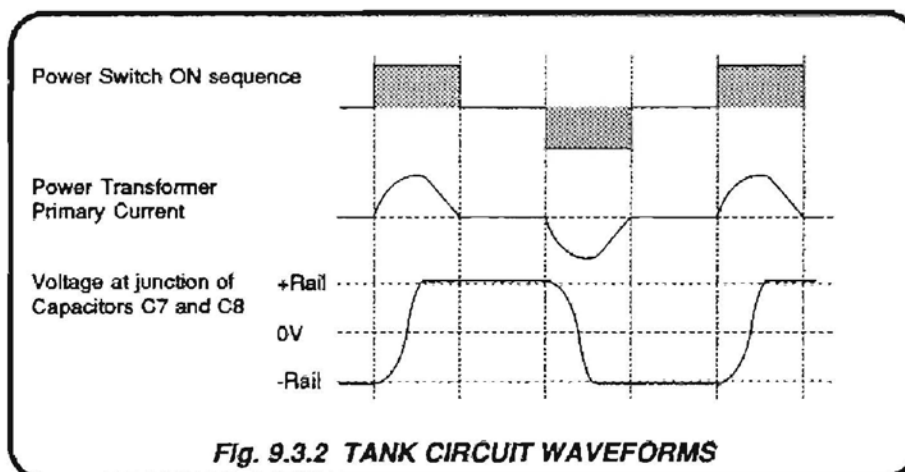 Power Switch ON sequence
Power Transformer
Primary Current
Voltage at junction of
Capacitors C7 and C8
+Rail
0V
-Rail
Fig. 9.3.2 TANK CIRCUIT WAVEFORMS